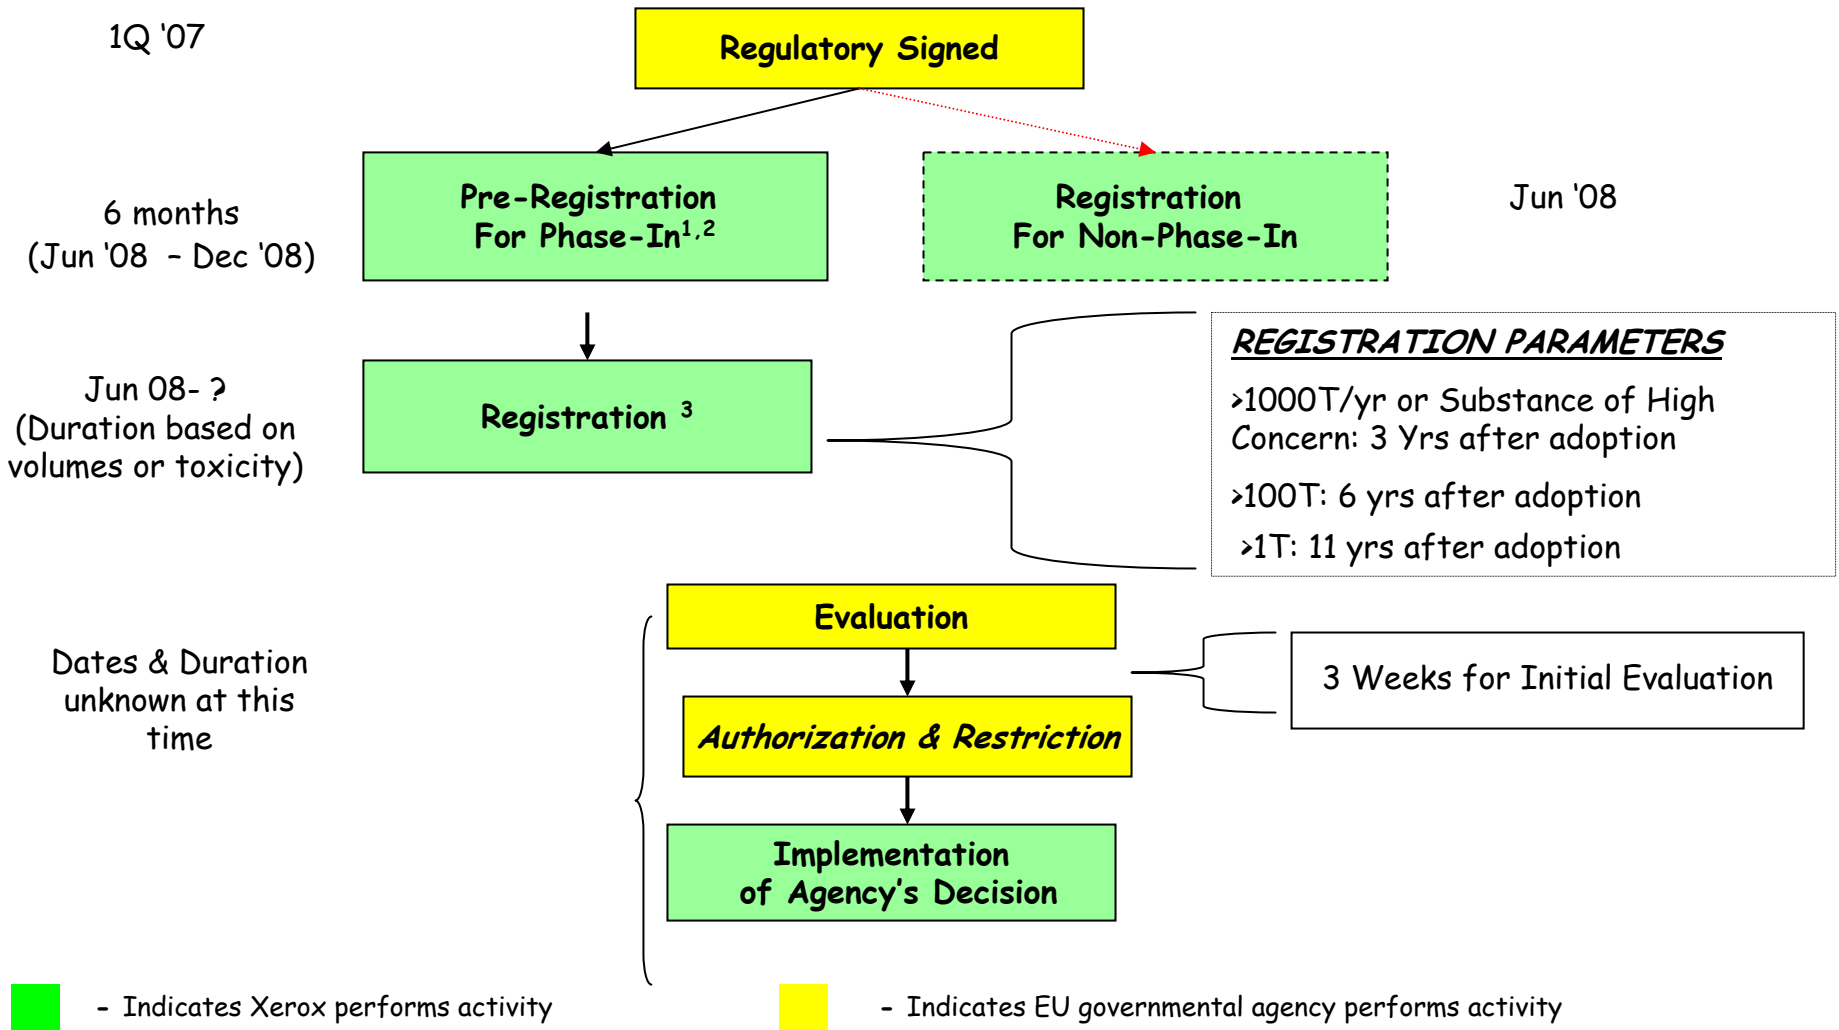 1Q ‘07
Regulatory Signed
Pre-Registration
For Phase-In1,2
Registration
For Non-Phase-In
Jun ‘08
6 months
(Jun ‘08 – Dec ‘08)
Registration 3
Jun 08- ?
(Duration based on
volumes or toxicity)
REGISTRATION PARAMETERS
>1000T/yr or Substance of High
Concern: 3 Yrs after adoption
>100T: 6 yrs after adoption
>1T: 11 yrs after adoption
Evaluation
Dates & Duration
unknown at this
time
3 Weeks for Initial Evaluation
Authorization & Restriction
Implementation
of Agency’s Decision
- Indicates Xerox performs activity
- Indicates EU governmental agency performs activity